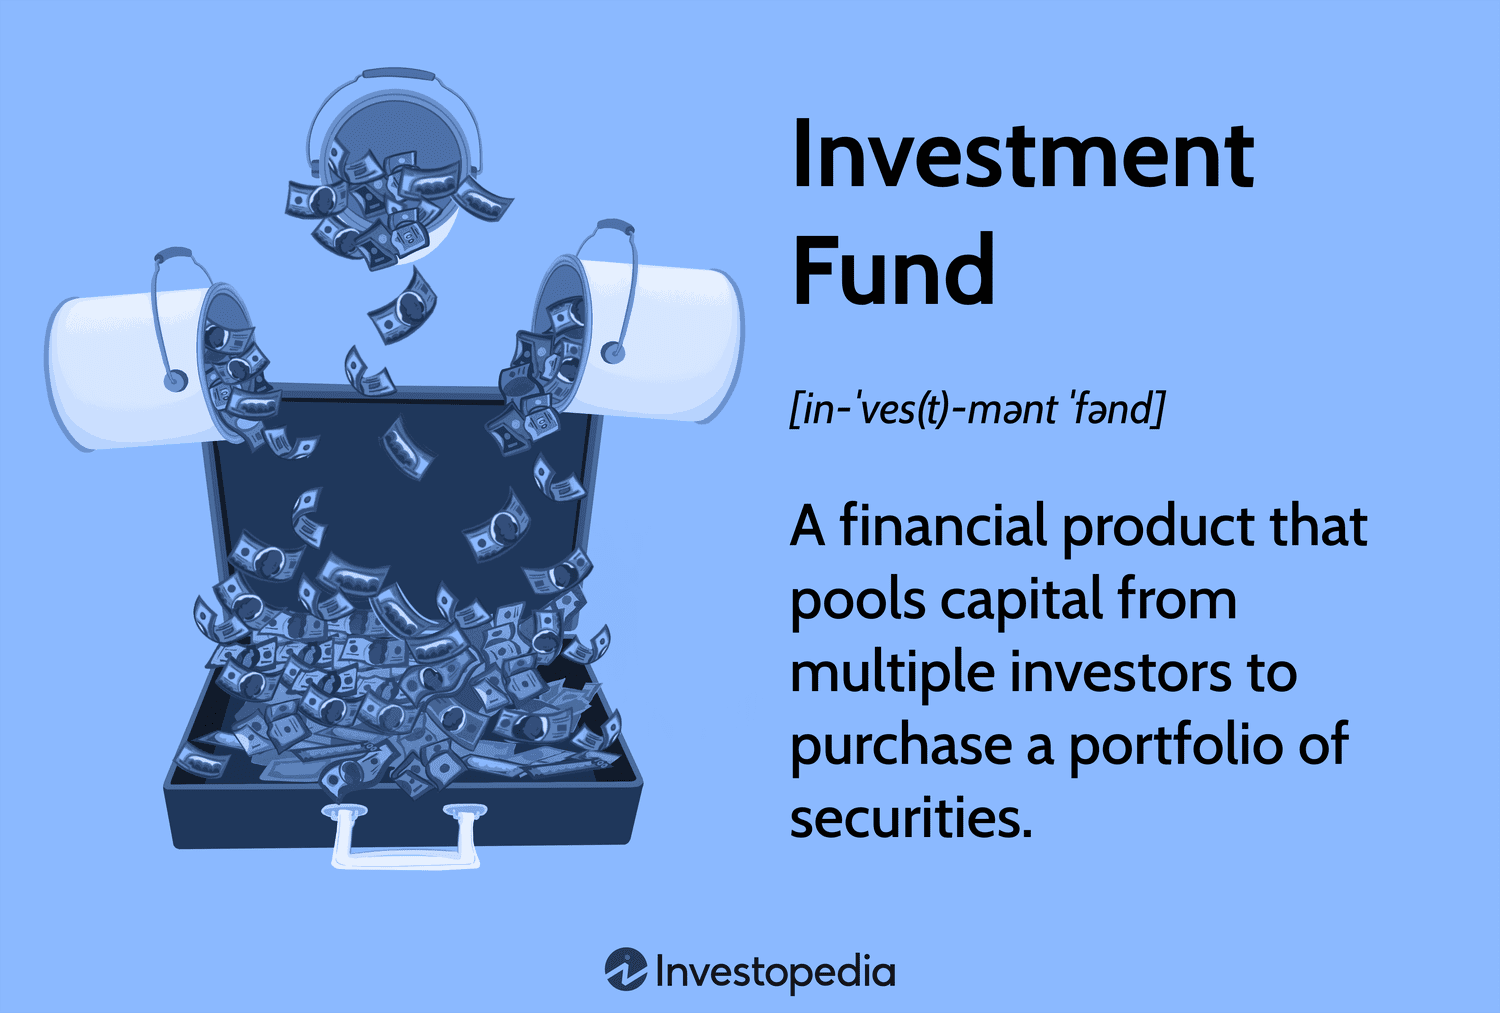 Investment
Fund
[in-ˈves(t)-mənt ˈfənd]
A financial product that
pools capital from
multiple investors to
purchase a portfolio of
securities.
Investopedia